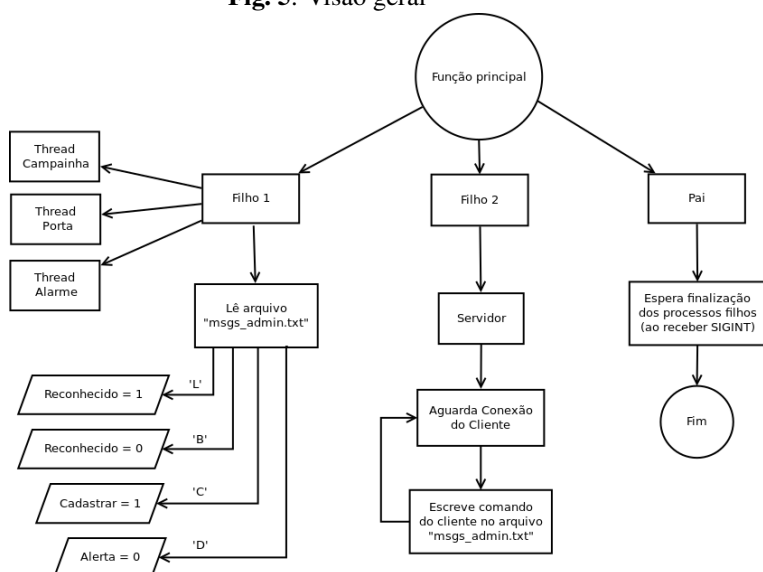 Fig. 5. Visão geral
Função principal
Thread
Campainha
Thread
Porta
Thread
Alarme
Filho 1
Filho 2
Pai
Lê arquivo
"msgs_admin.txt"
Servidor
Espera finalização
dos processos filhos
(ao receber SIGINT)
'L'
Reconhecido = 1
'B'
Reconhecido = 0
'C'
Cadastrar = 1
'D'
Alerta = 0
Aguarda Conexão
do Cliente
Fim
Escreve comando
do cliente no arquivo
"msgs_admin.txt"